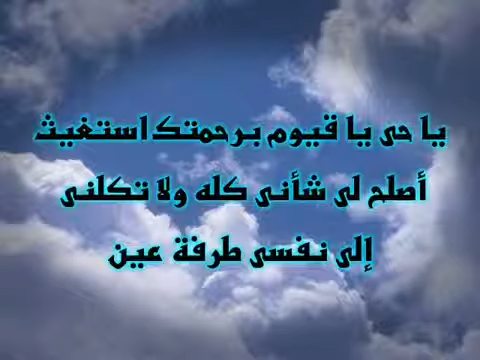 يا حى يا قيوم برحمتك استغيث
أصلح لى شأنى كله ولا تكلنى
إلى نفسى طرفة عين